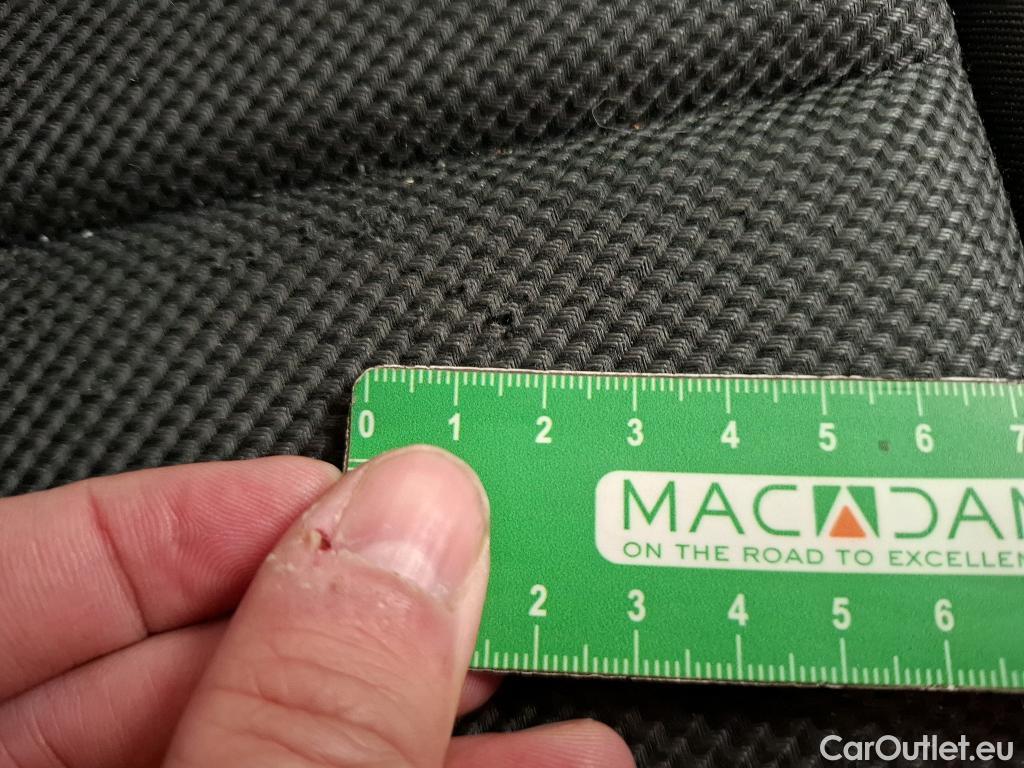 0 1 2 3 4 5 6 7
MACADAM
ON THE ROAD TO EXCELLEN
2 3 4 5 6
CarOutlet.eu